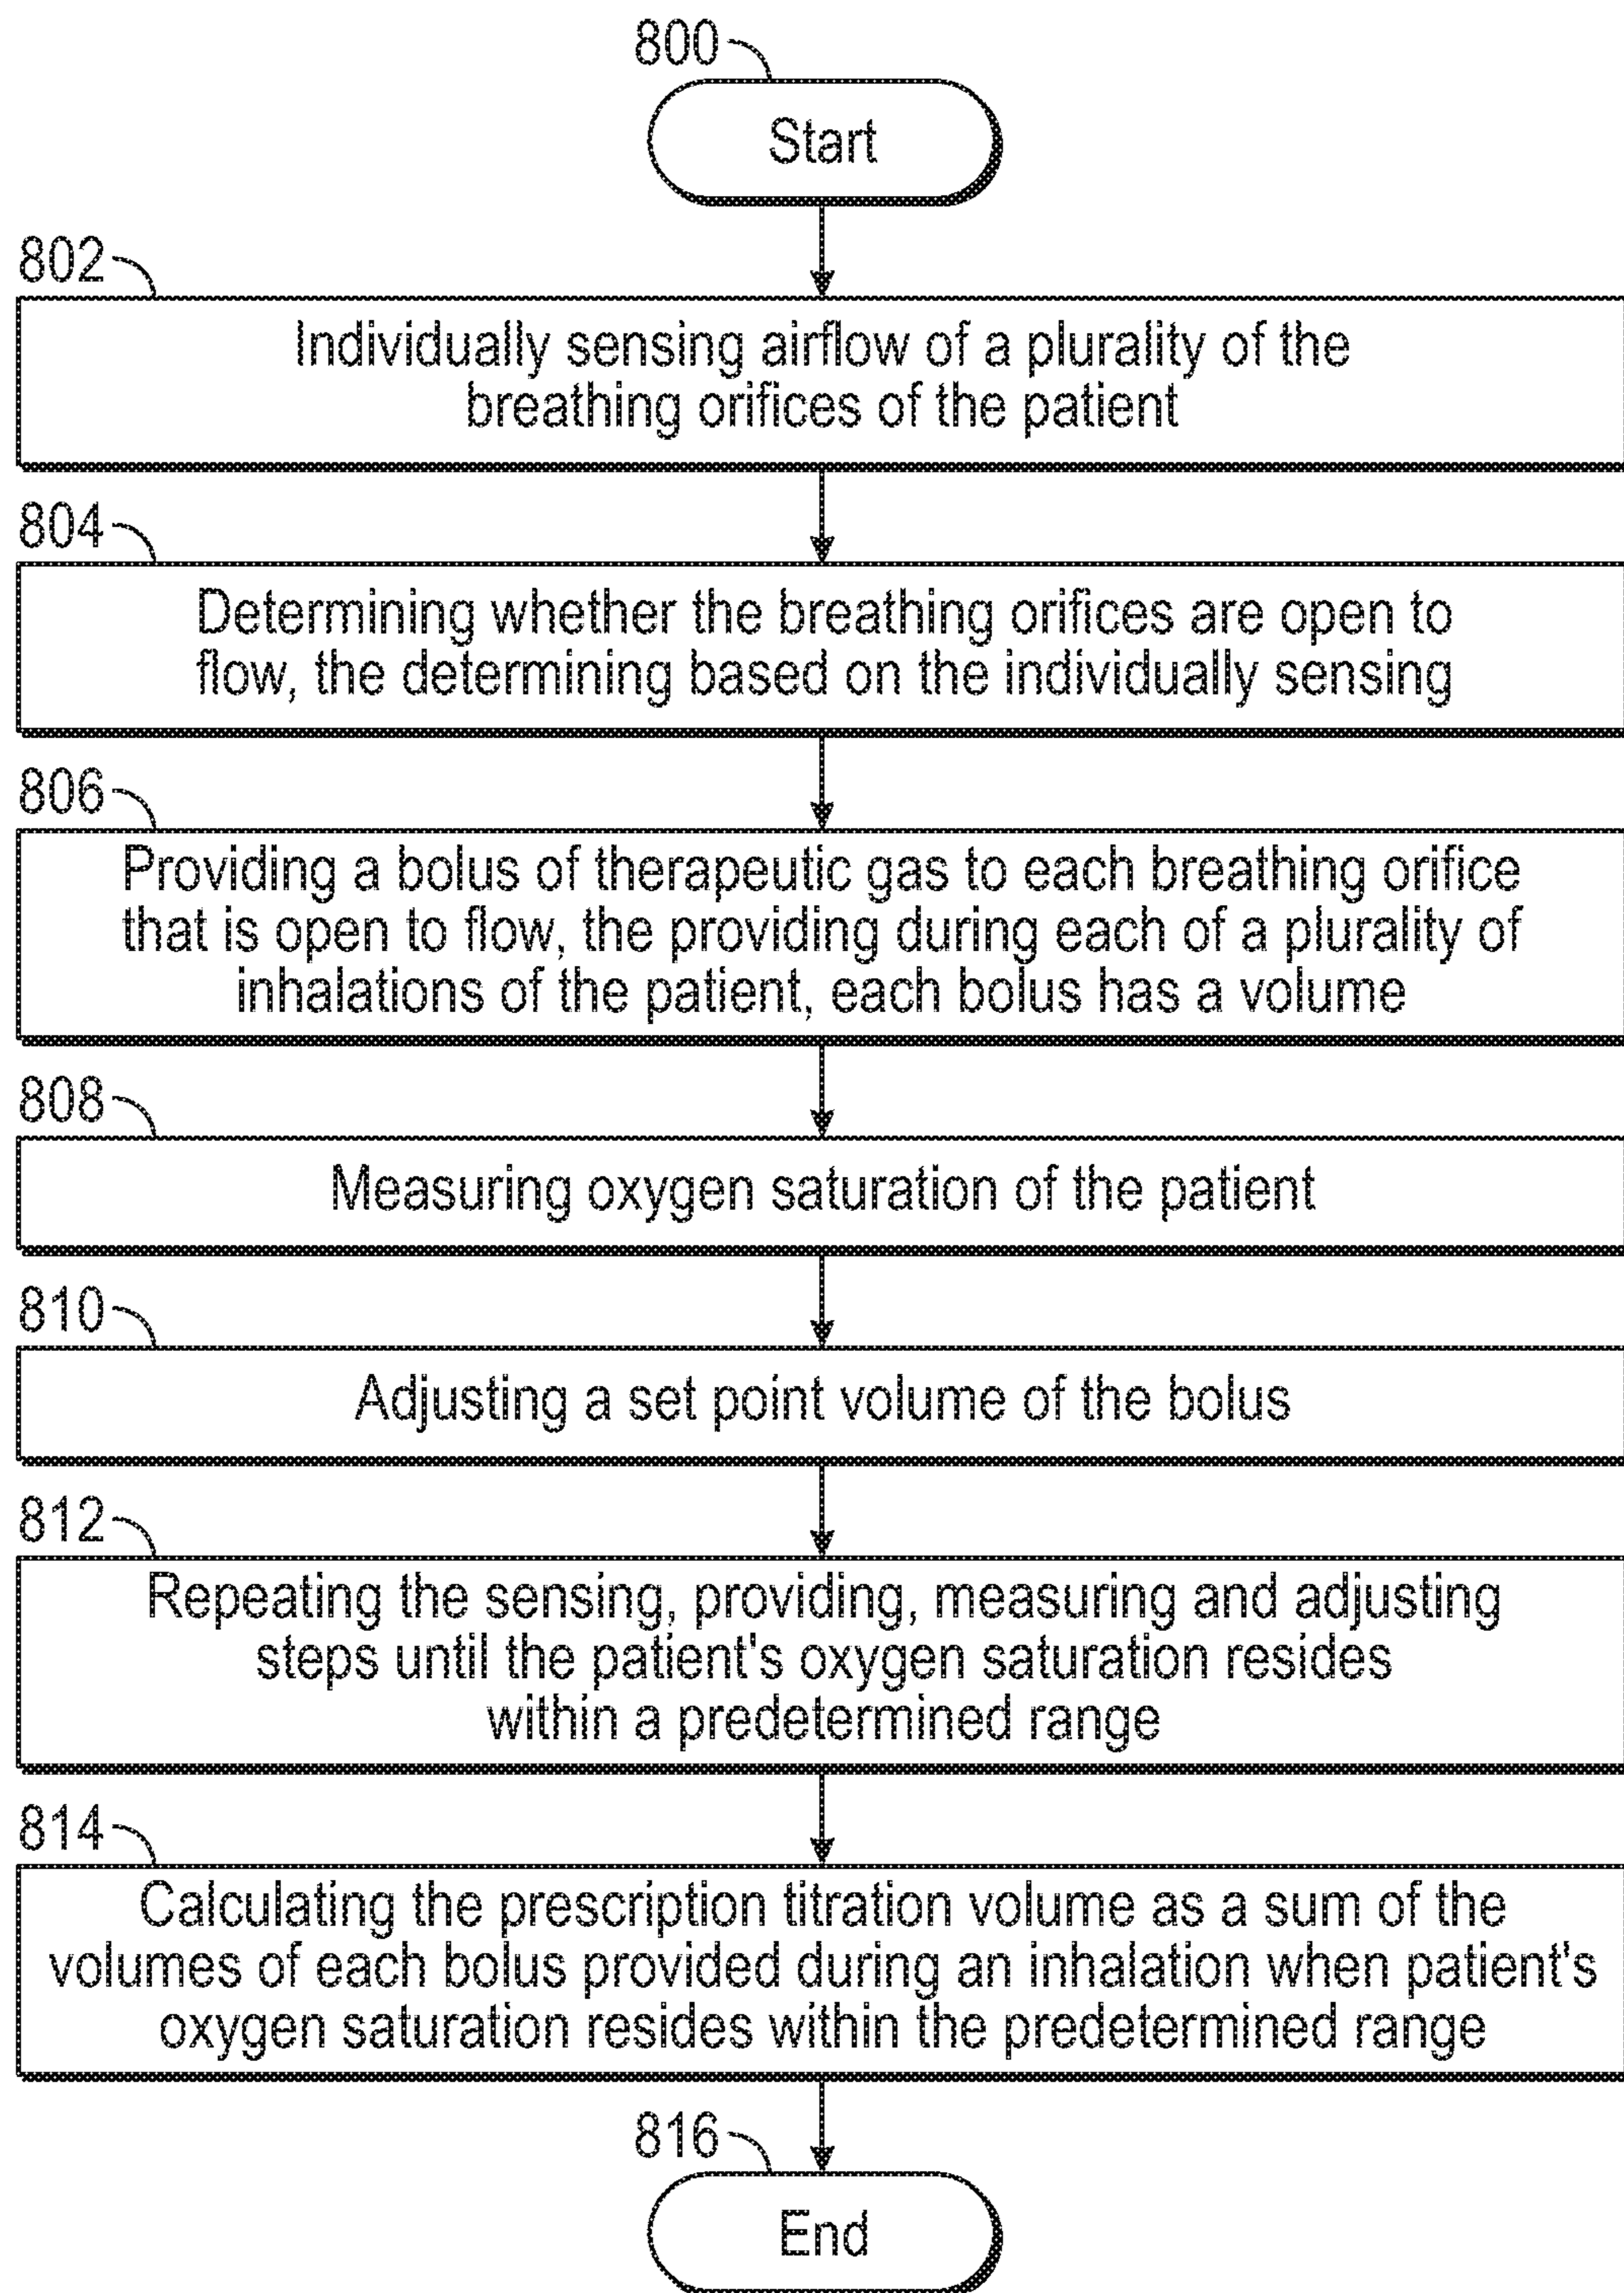 800
Start
802
Individually sensing airflow of a plurality of the
breathing orifices of the patient
804
Determining whether the breathing orifices are open to
flow, the determining based on the individually sensing
806
Providing a bolus of therapeutic gas to each breathing orifice
that is open to flow, the providing during each of a plurality of
inhalations of the patient, each bolus has a volume
808
Measuring oxygen saturation of the patient
810
Adjusting a set point volume of the bolus
812
Repeating the sensing, providing, measuring and adjusting
steps until the patient's oxygen saturation resides
within a predetermined range
814
Calculating the prescription titration volume as a sum of the
volumes of each bolus provided during an inhalation when patient's
oxygen saturation resides within the predetermined range
816
End